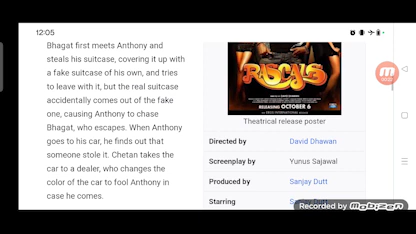 12:05
Bhagat first meets Anthony and
steals his suitcase, covering it up with
a fake suitcase of his own, and tries
to leave with it, but the real suitcase
accidentally comes out of the fake
one, causing Anthony to chase
Bhagat, who escapes. When Anthony
goes to his car, he finds out that
someone stole it. Chetan takes the
car to a dealer, who changes the
color of the car to fool Anthony in
case he comes.
RASCALS
RELEASING OCTOBER 6
Theatrical release poster
Directed by David Dhawan
Screenplay by Yunus Sajawal
Produced by Sanjay Dutt
Starring Sanjay Dutt
Recorded by Mobizen